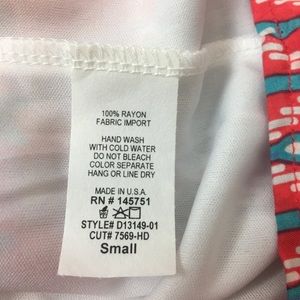 100% RAYON
FABRIC IMPORT
HAND WASH
WITH COLD WATER
DO NOT BLEACH
COLOR SEPARATE
HANG OR LINE DRY
MADE IN U.S.A.
RN # 145751
STYLE# D13149-01
CUT# 7569-HD
Small